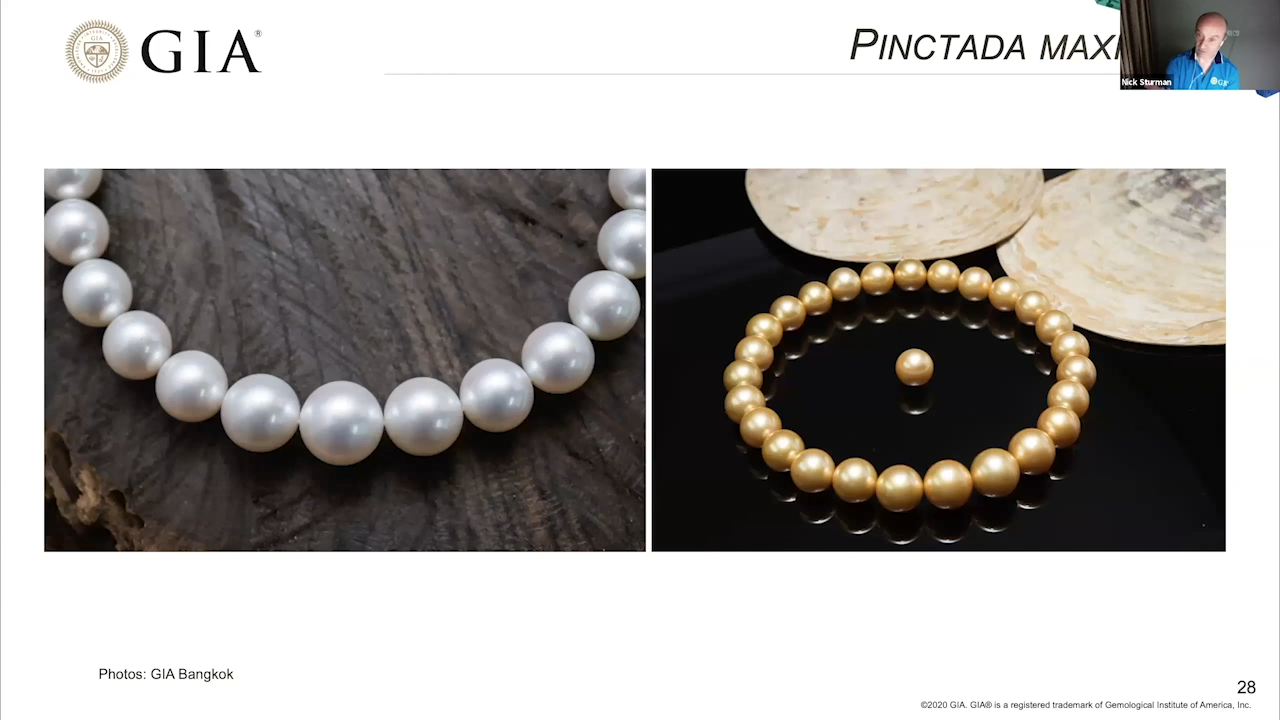 GIA®
PINCTADA MAXI
Nick Sturman
Photos: GIA Bangkok
28
©2020 GIA. GIA® is a registered trademark of Gemological Institute of America, Inc.